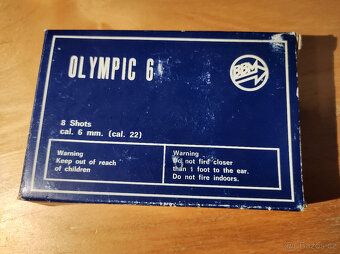 OLYMPIC 6
BBM
8 Shots
cal. 6 mm. (cal. 22)
Warning
Keep out of reach
of children
Warning
Do not fire closer
than 1 foot to the ear.
Do not fire indoors.